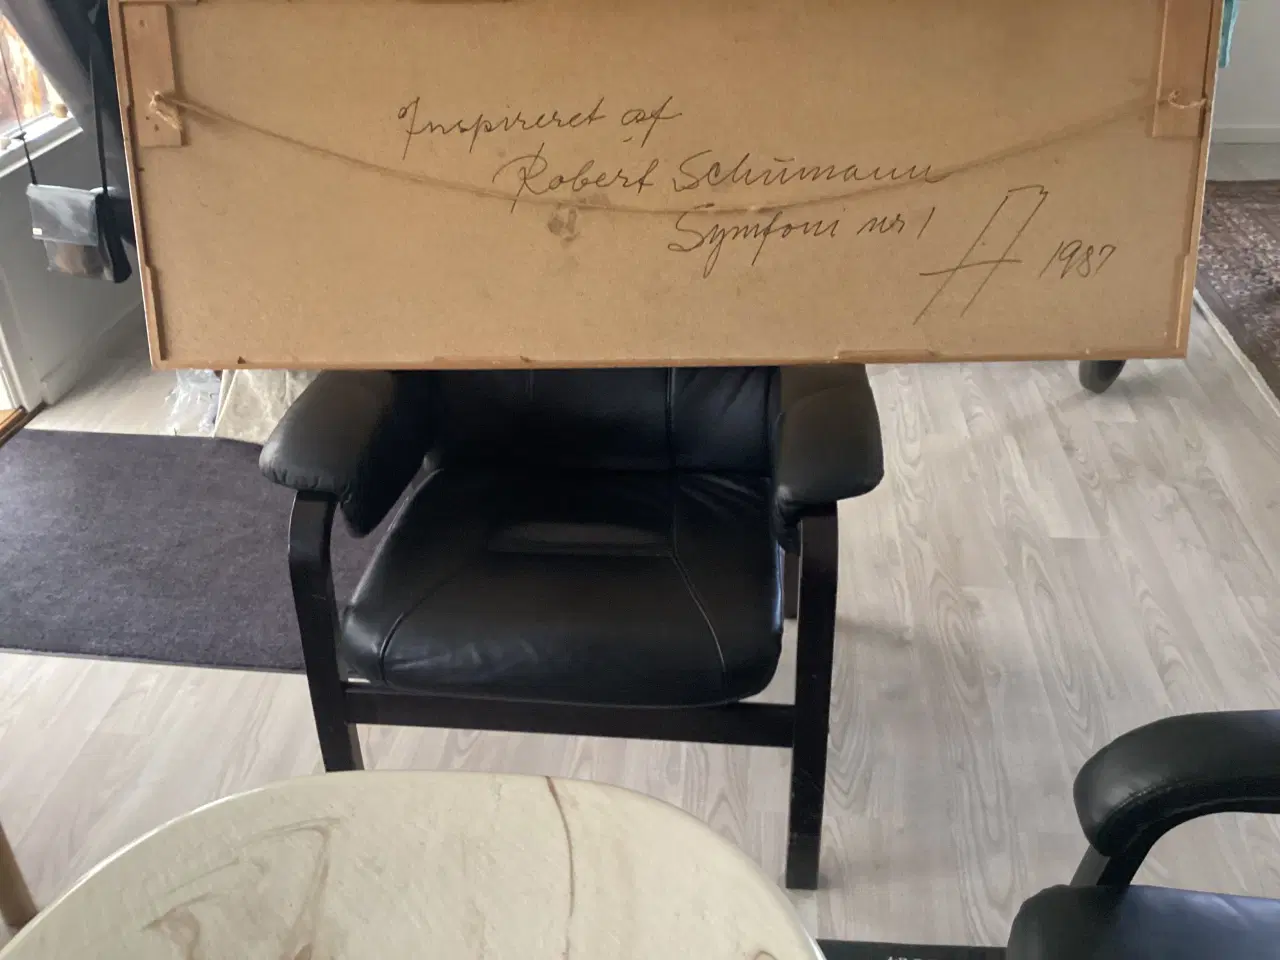 Inspireret af
Robert Schumann
Symfoni nr 1
1987